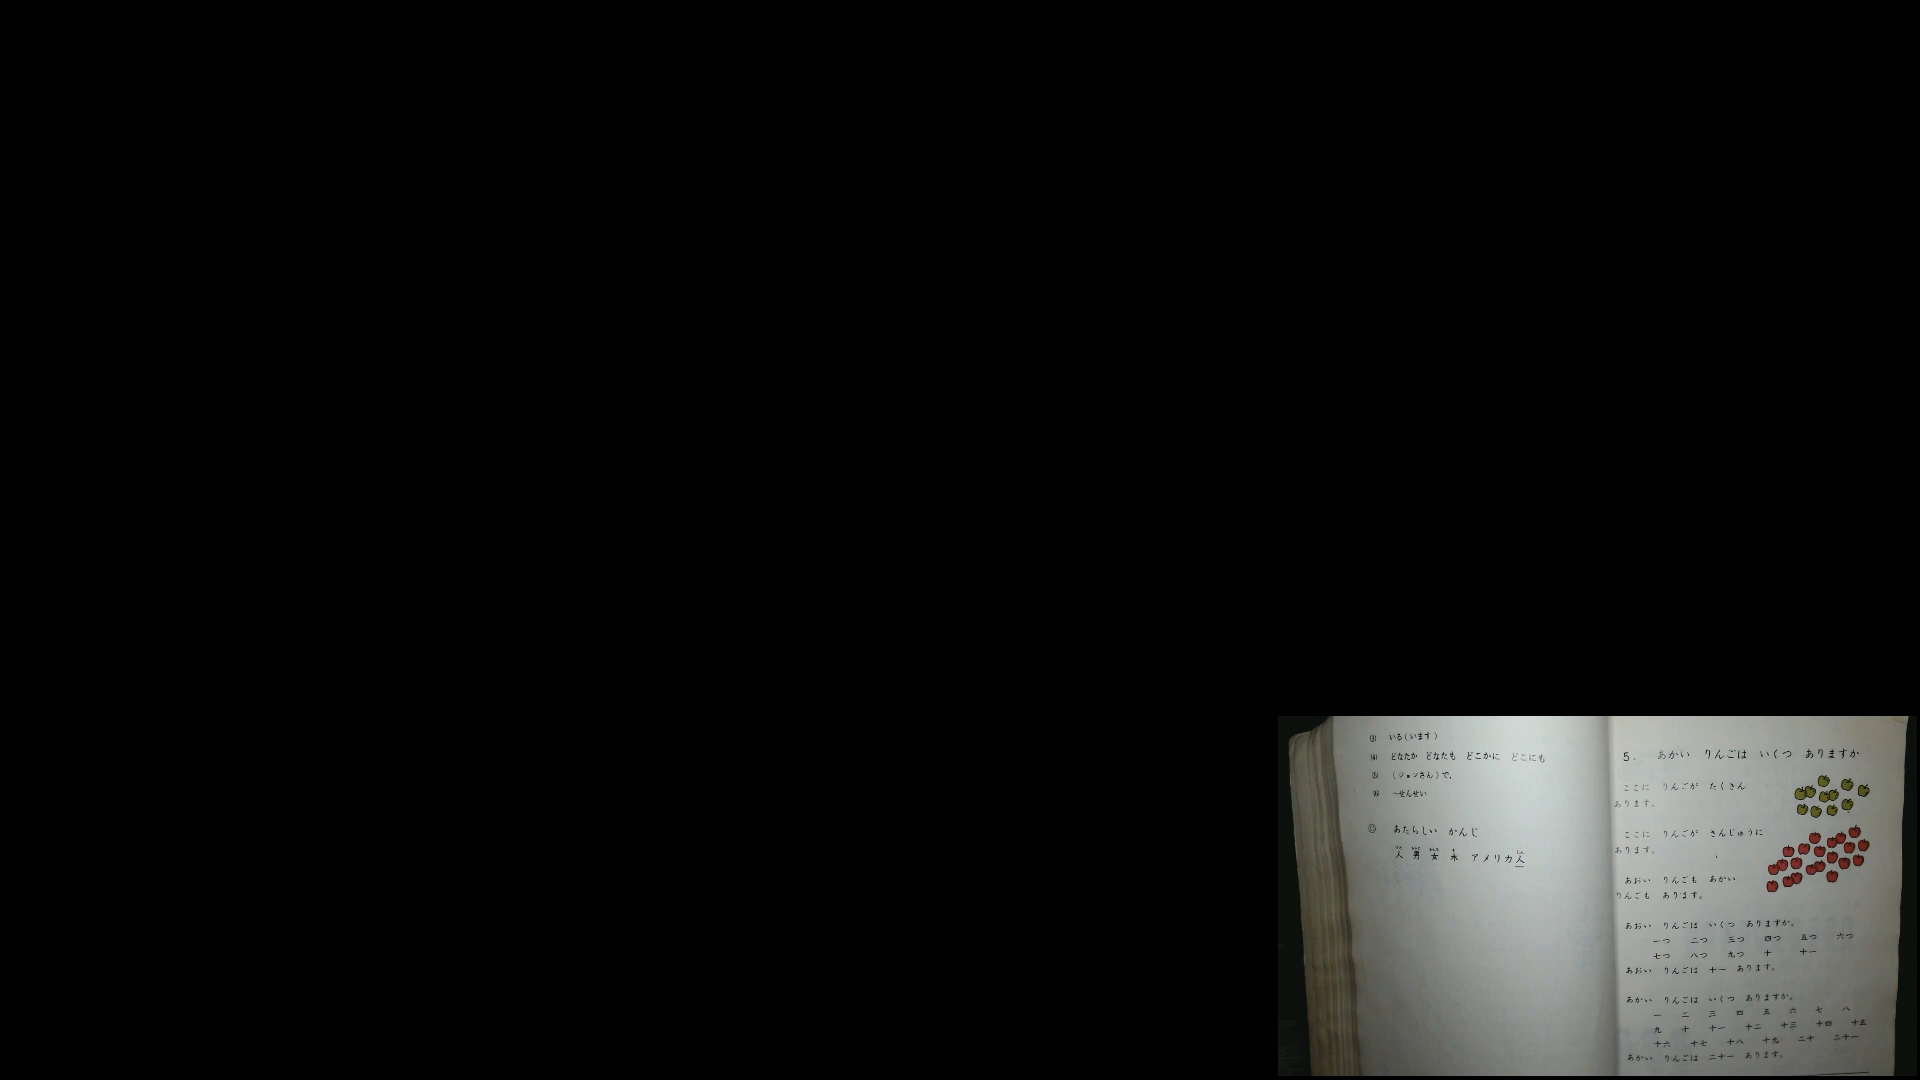 (3) いる(います)
(4) どなたか どなたも どこかに どこにも
(5) (ジョンさん)で,
〜せんせい
◎ あたらしい かんじ
人 男 女 木 アメリカ人
5. あかい りんごは いくつ ありますか
ここに りんごが たくさん
あります。
ここに りんごが さんじゅうに
あります。
あおい りんごも あかい
りんごも あります。
あおい りんごは いくつ ありますか。
一つ 二つ 三つ 四つ 五つ 六つ
七つ 八つ 九つ 十 十一
あおい りんごは 十一 あります。
あかい りんごは いくつ ありますか。
一 二 三 四 五 六 七 八
九 十 十一 十二 十三 十四 十五
十六 十七 十八 十九 二十 二十一
あかい りんごは 二十一 あります。